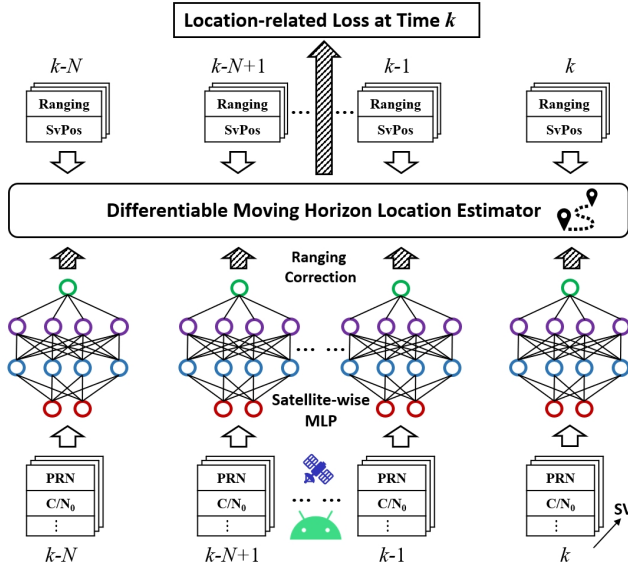 Location-related Loss at Time k
k-N
k-N+1
k-1
k
Ranging
SvPos
Ranging
SvPos
... ...
Ranging
SvPos
Ranging
SvPos
Differentiable Moving Horizon Location Estimator
Ranging
Correction
... ...
Satellite-wise
MLP
PRN
C/N₀
⋮
PRN
C/N₀
⋮
... ...
PRN
C/N₀
⋮
PRN
C/N₀
⋮
SV
k-N
k-N+1
k-1
k